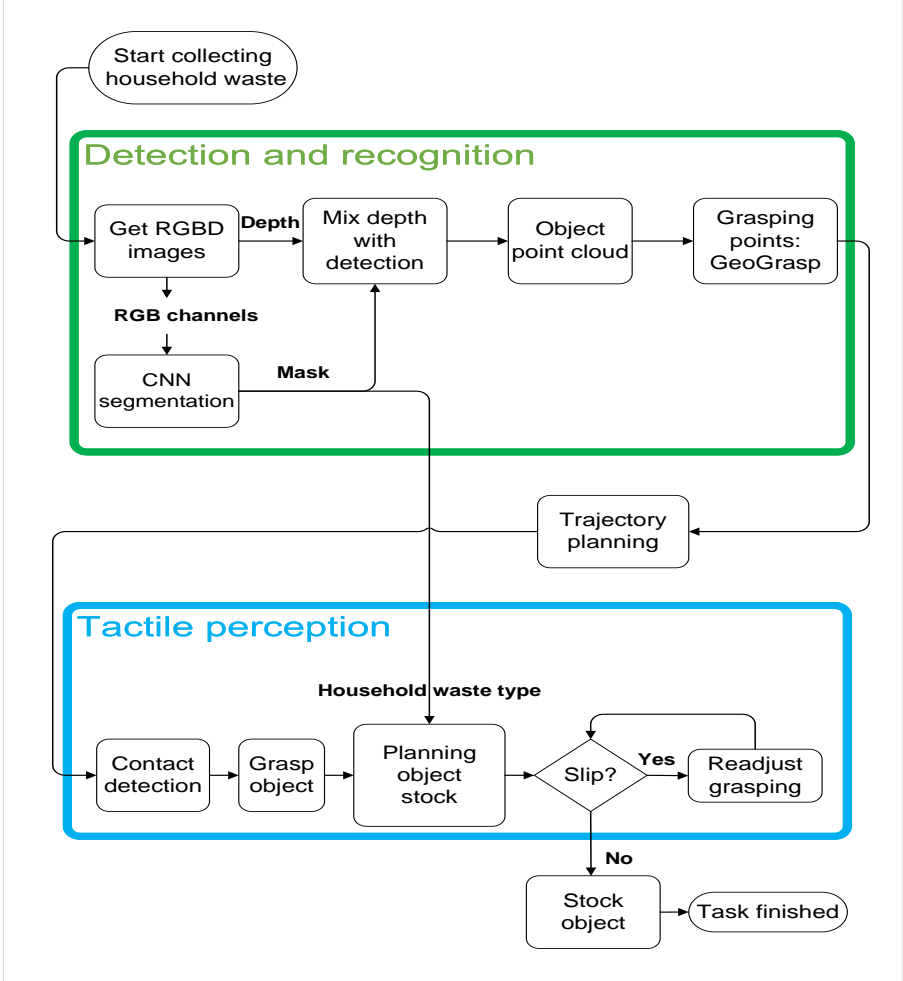 Start collecting
household waste
Detection and recognition
Get RGBD
images
Depth
Mix depth
with
detection
Object
point cloud
Grasping
points:
GeoGrasp
RGB channels
CNN
segmentation
Mask
Trajectory
planning
Tactile perception
Household waste type
Contact
detection
Grasp
object
Planning
object
stock
Slip?
Yes
Readjust
grasping
No
Stock
object
Task finished